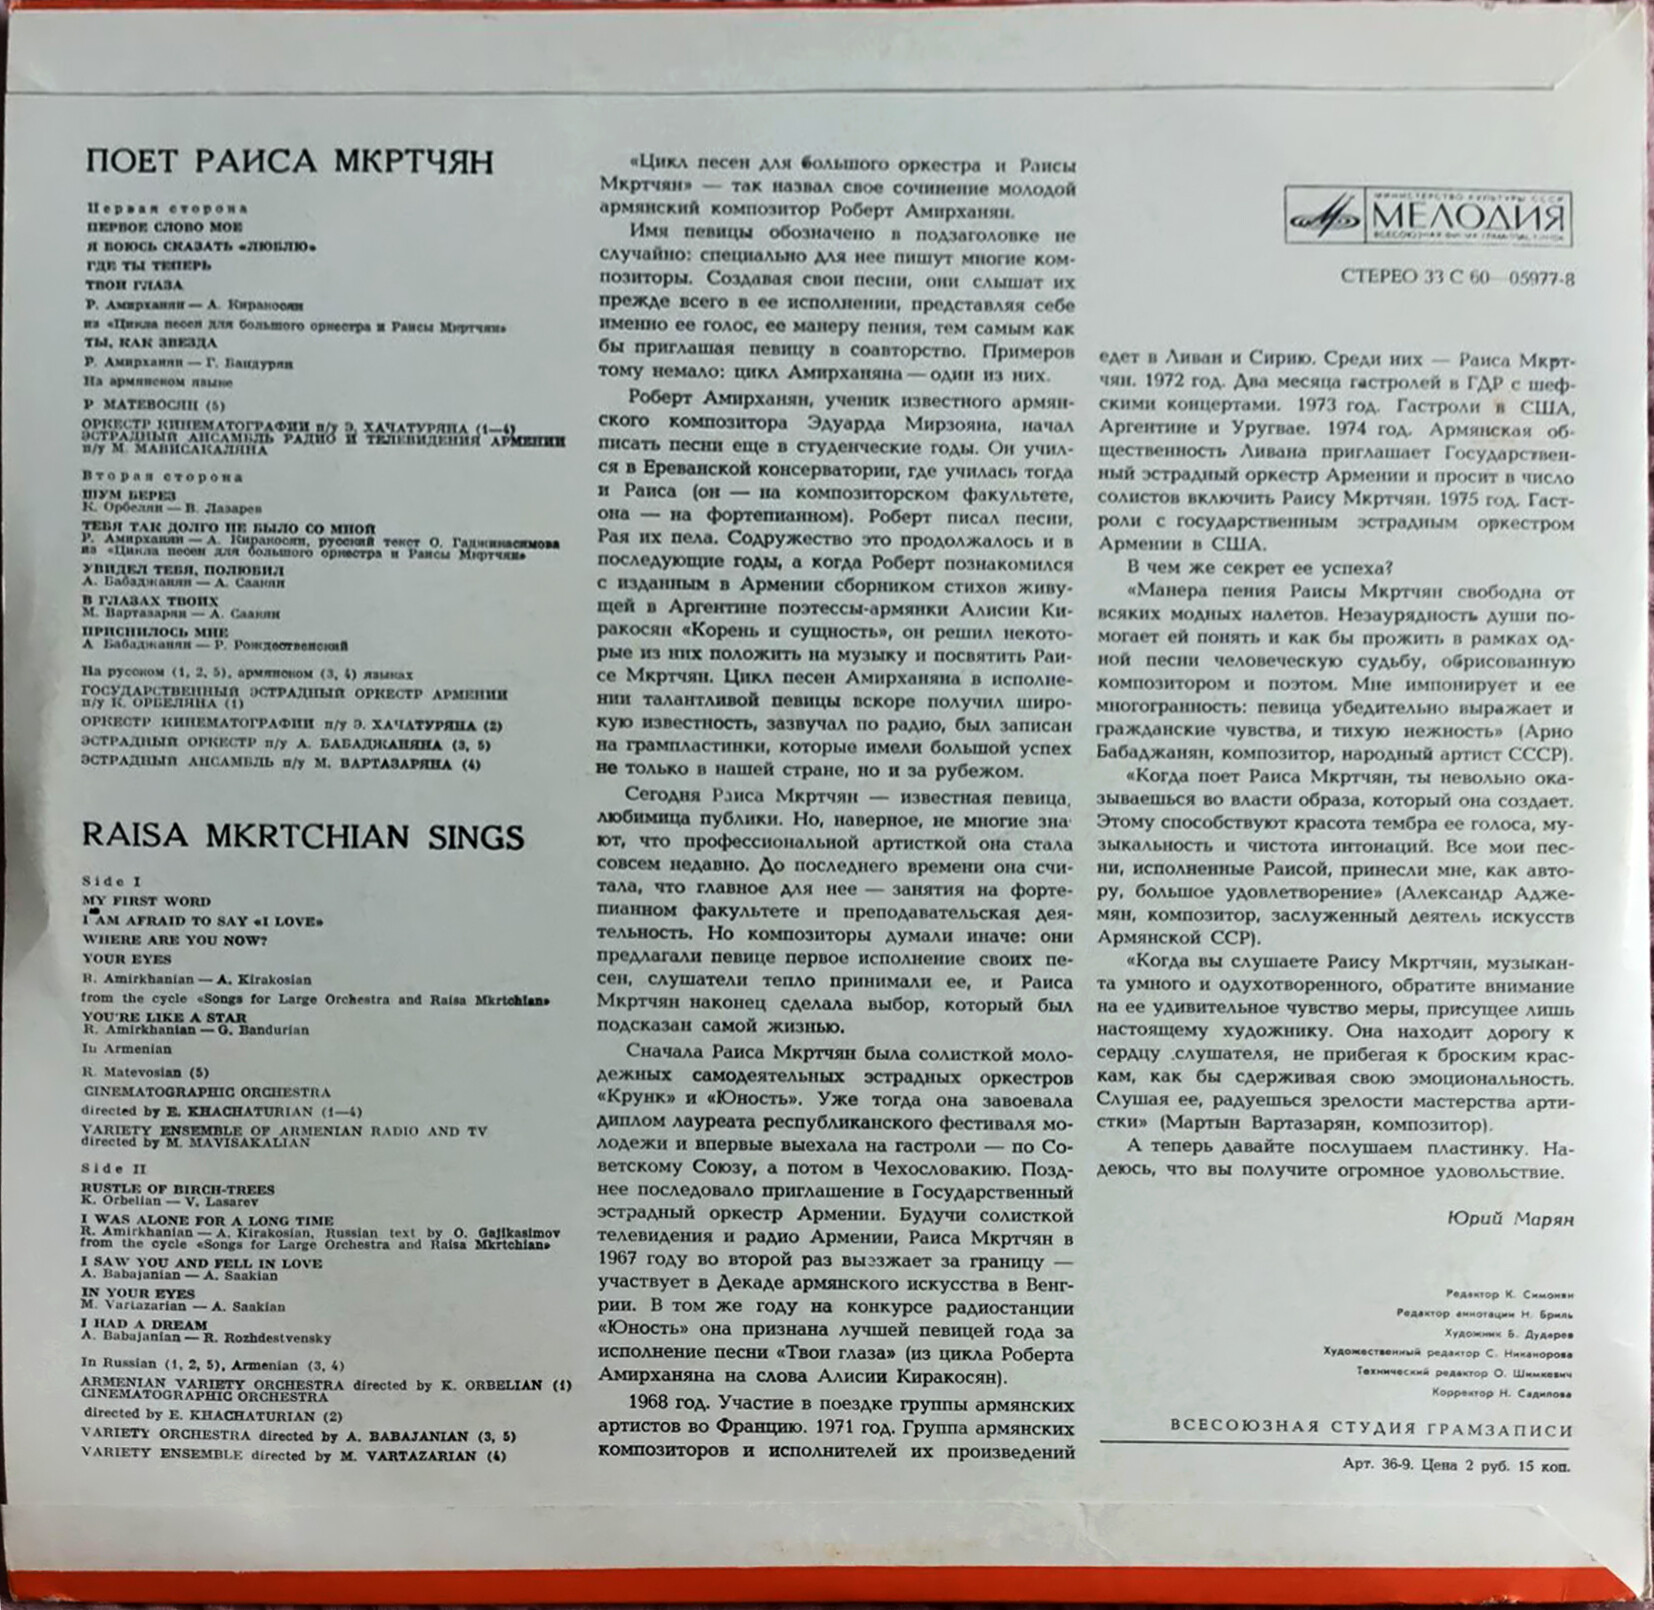 ПОЕТ РАИСА МКРТЧЯН
Первая сторона
ПЕРВОЕ СЛОВО МОЕ
Я БОЮСЬ СКАЗАТЬ «ЛЮБЛЮ»
ГДЕ ТЫ ТЕПЕРЬ
ТВОИ ГЛАЗА
Р. Амирханян — А. Киракосян
из «Цикла песен для большого оркестра и Раисы Мкртчян»
ТЫ, КАК ЗВЕЗДА
Р. Амирханян — Г. Бандурян
На армянском языке
Р МАТЕВОСЯН (5)
ОРКЕСТР КИНЕМАТОГРАФИИ п/у Э. ХАЧАТУРЯНА (1—4)
ЭСТРАДНЫЙ АНСАМБЛЬ РАДИО И ТЕЛЕВИДЕНИЯ АРМЕНИИ
п/у М. МАВИСАКАЛЯНА
Вторая сторона
ШУМ БЕРЕЗ
К. Орбелян — В. Лазарев
ТЕБЯ ТАК ДОЛГО НЕ БЫЛО СО МНОЙ
Р. Амирханян — А. Киракосян, русский текст О. Гаджикасимова
из «Цикла песен для большого оркестра и Раисы Мкртчян»
УВИДЕЛ ТЕБЯ, ПОЛЮБИЛ
А. Бабаджанян — А. Саакян
В ГЛАЗАХ ТВОИХ
М. Вартазарян — А. Саакян
ПРИСНИЛОСЬ МНЕ
А Бабаджанян — Р. Рождественский
На русском (1, 2, 5), армянском (3, 4) языках
ГОСУДАРСТВЕННЫЙ ЭСТРАДНЫЙ ОРКЕСТР АРМЕНИИ
п/у К. ОРБЕЛЯНА (1)
ОРКЕСТР КИНЕМАТОГРАФИИ п/у Э. ХАЧАТУРЯНА (2)
ЭСТРАДНЫЙ ОРКЕСТР п/у А. БАБАДЖАНЯНА (3, 5)
ЭСТРАДНЫЙ АНСАМБЛЬ п/у М. ВАРТАЗАРЯНА (4)
RAISA MKRTCHIAN SINGS
Side I
MY FIRST WORD
I AM AFRAID TO SAY «I LOVE»
WHERE ARE YOU NOW?
YOUR EYES
R. Amirkhanian — A. Kirakosian
from the cycle «Songs for Large Orchestra and Raisa Mkrtchian»
YOU'RE LIKE A STAR
R. Amirkhanian — G. Bandurian
In Armenian
R. Matevosian (5)
CINEMATOGRAPHIC ORCHESTRA
directed by E. KHACHATURIAN (1—4)
VARIETY ENSEMBLE OF ARMENIAN RADIO AND TV
directed by M. MAVISAKALIAN
Side II
RUSTLE OF BIRCH-TREES
K. Orbelian — V. Lasarev
I WAS ALONE FOR A LONG TIME
R. Amirkhanian — A. Kirakosian, Russian text by O. Gajikasimov
from the cycle «Songs for Large Orchestra and Raisa Mkrtchian»
I SAW YOU AND FELL IN LOVE
A. Babajanian — A. Saakian
IN YOUR EYES
M. Vartazarian — A. Saakian
I HAD A DREAM
A. Babajanian — R. Rozhdestvensky
In Russian (1, 2, 5), Armenian (3, 4)
ARMENIAN VARIETY ORCHESTRA directed by K. ORBELIAN (1)
CINEMATOGRAPHIC ORCHESTRA
directed by E. KHACHATURIAN (2)
VARIETY ORCHESTRA directed by A. BABAJANIAN (3, 5)
VARIETY ENSEMBLE directed by M. VARTAZARIAN (4)
«Цикл песен для большого оркестра и Раисы
Мкртчян» — так назвал свое сочинение молодой
армянский композитор Роберт Амирханян.
Имя певицы обозначено в подзаголовке не
случайно: специально для нее пишут многие ком-
позиторы. Создавая свои песни, они слышат их
прежде всего в ее исполнении, представляя себе
именно ее голос, ее манеру пения, тем самым как
бы приглашая певицу в соавторство. Примеров
тому немало: цикл Амирханяна — один из них.
Роберт Амирханян, ученик известного армян-
ского композитора Эдуарда Мирзояна, начал
писать песни еще в студенческие годы. Он учил-
ся в Ереванской консерватории, где училась тогда
и Раиса (он — на композиторском факультете,
она — на фортепианном). Роберт писал песни,
Рая их пела. Содружество это продолжалось и в
последующие годы, а когда Роберт познакомился
с изданным в Армении сборником стихов живу-
щей в Аргентине поэтессы-армянки Алисии Ки-
ракосян «Корень и сущность», он решил некото-
рые из них положить на музыку и посвятить Раи-
се Мкртчян. Цикл песен Амирханяна в исполне-
нии талантливой певицы вскоре получил широ-
кую известность, зазвучал по радио, был записан
на грампластинки, которые имели большой успех
не только в нашей стране, но и за рубежом.
Сегодня Раиса Мкртчян — известная певица,
любимица публики. Но, наверное, не многие зна
ют, что профессиональной артисткой она стала
совсем недавно. До последнего времени она счи-
тала, что главное для нее — занятия на форте-
пианном факультете и преподавательская дея-
тельность. Но композиторы думали иначе: они
предлагали певице первое исполнение своих пе-
сен, слушатели тепло принимали ее, и Раиса
Мкртчян наконец сделала выбор, который был
подсказан самой жизнью.
Сначала Раиса Мкртчян была солисткой моло-
дежных самодеятельных эстрадных оркестров
«Крунк» и «Юность». Уже тогда она завоевала
диплом лауреата республиканского фестиваля мо-
лодежи и впервые выехала на гастроли — по Со-
ветскому Союзу, а потом в Чехословакию. Позд-
нее последовало приглашение в Государственный
эстрадный оркестр Армении. Будучи солисткой
телевидения и радио Армении, Раиса Мкртчян в
1967 году во второй раз выезжает за границу —
участвует в Декаде армянского искусства в Венг-
рии. В том же году на конкурсе радиостанции
«Юность» она признана лучшей певицей года за
исполнение песни «Твои глаза» (из цикла Роберта
Амирханяна на слова Алисии Киракосян).
1968 год. Участие в поездке группы армянских
артистов во Францию. 1971 год. Группа армянских
композиторов и исполнителей их произведений
МИНИСТЕРСТВО КУЛЬТУРЫ СССР
МЕЛОДИЯ
ВСЕСОЮЗНАЯ ФИРМА ГРАМПЛАСТИНОК
СТЕРЕО 33 С 60—05977-8
едет в Ливан и Сирию. Среди них — Раиса Мкрт-
чян. 1972 год. Два месяца гастролей в ГДР с шеф-
скими концертами. 1973 год. Гастроли в США,
Аргентине и Уругвае. 1974 год. Армянская об-
щественность Ливана приглашает Государствен-
ный эстрадный оркестр Армении и просит в число
солистов включить Раису Мкртчян. 1975 год. Гаст-
роли с государственным эстрадным оркестром
Армении в США.
В чем же секрет ее успеха?
«Манера пения Раисы Мкртчян свободна от
всяких модных налетов. Незаурядность души по-
могает ей понять и как бы прожить в рамках од-
ной песни человеческую судьбу, обрисованную
композитором и поэтом. Мне импонирует и ее
многогранность: певица убедительно выражает и
гражданские чувства, и тихую нежность» (Арно
Бабаджанян, композитор, народный артист СССР).
«Когда поет Раиса Мкртчян, ты невольно ока-
зываешься во власти образа, который она создает.
Этому способствуют красота тембра ее голоса, му-
зыкальность и чистота интонаций. Все мои пес-
ни, исполненные Раисой, принесли мне, как авто-
ру, большое удовлетворение» (Александр Адже-
мян, композитор, заслуженный деятель искусств
Армянской ССР).
«Когда вы слушаете Раису Мкртчян, музыкан-
та умного и одухотворенного, обратите внимание
на ее удивительное чувство меры, присущее лишь
настоящему художнику. Она находит дорогу к
сердцу слушателя, не прибегая к броским крас-
кам, как бы сдерживая свою эмоциональность.
Слушая ее, радуешься зрелости мастерства арти-
стки» (Мартын Вартазарян, композитор).
А теперь давайте послушаем пластинку. На-
деюсь, что вы получите огромное удовольствие.
Юрий Марян
Редактор К. Симонян
Редактор аннотации Н. Бриль
Художник Б. Дударев
Художественный редактор С. Никанорова
Технический редактор О. Шимкевич
Корректор Н. Садилова
ВСЕСОЮЗНАЯ СТУДИЯ ГРАМЗАПИСИ
Арт. 36-9. Цена 2 руб. 15 коп.